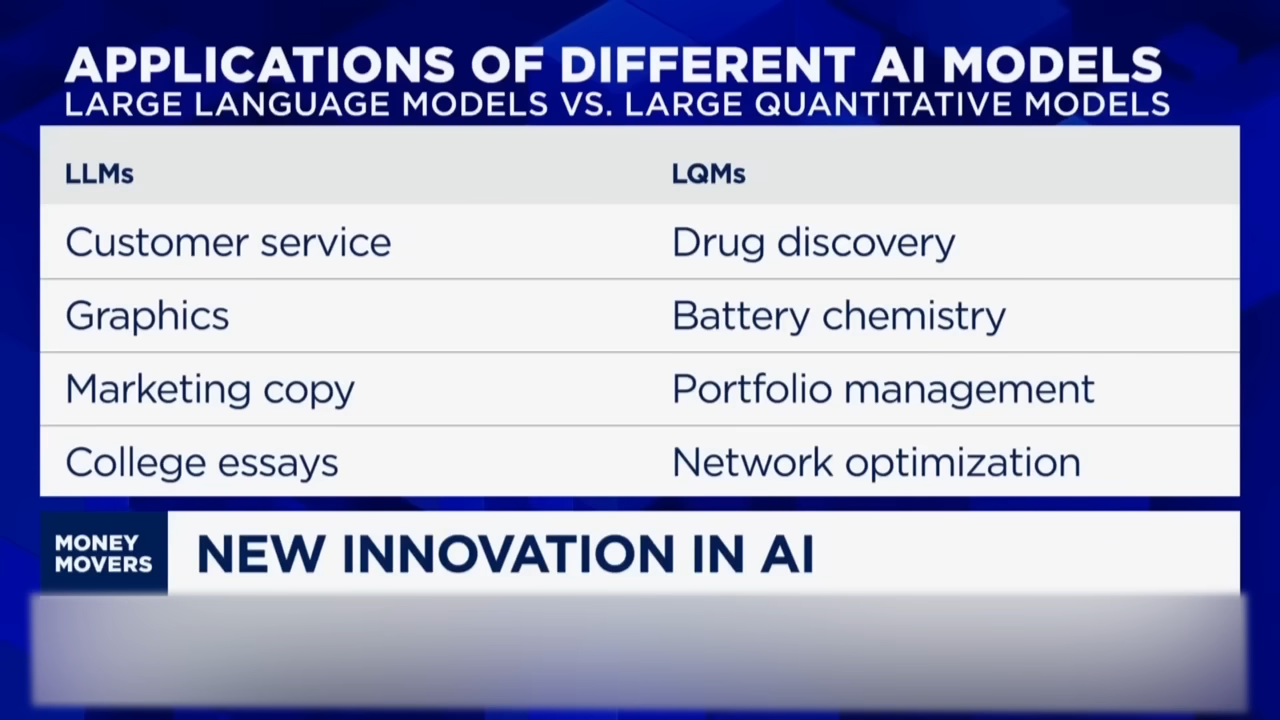 APPLICATIONS OF DIFFERENT AI MODELS
LARGE LANGUAGE MODELS VS. LARGE QUANTITATIVE MODELS
LLMs LQMs
Customer service Drug discovery
Graphics Battery chemistry
Marketing copy Portfolio management
College essays Network optimization
MONEY
MOVERS
NEW INNOVATION IN AI